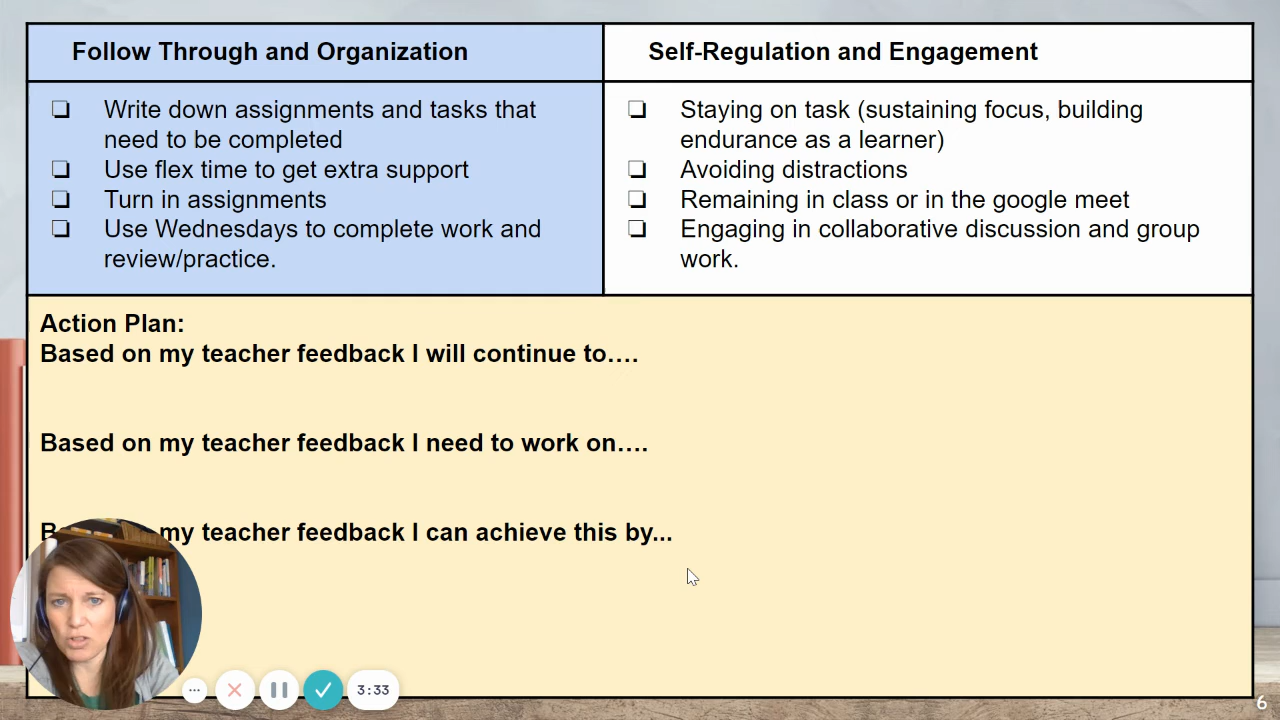 Follow Through and Organization
Self-Regulation and Engagement
Write down assignments and tasks that
need to be completed
Use flex time to get extra support
Turn in assignments
Use Wednesdays to complete work and
review/practice.
Staying on task (sustaining focus, building
endurance as a learner)
Avoiding distractions
Remaining in class or in the google meet
Engaging in collaborative discussion and group
work.
Action Plan:
Based on my teacher feedback I will continue to....
Based on my teacher feedback I need to work on....
my teacher feedback I can achieve this by...
3:33
6